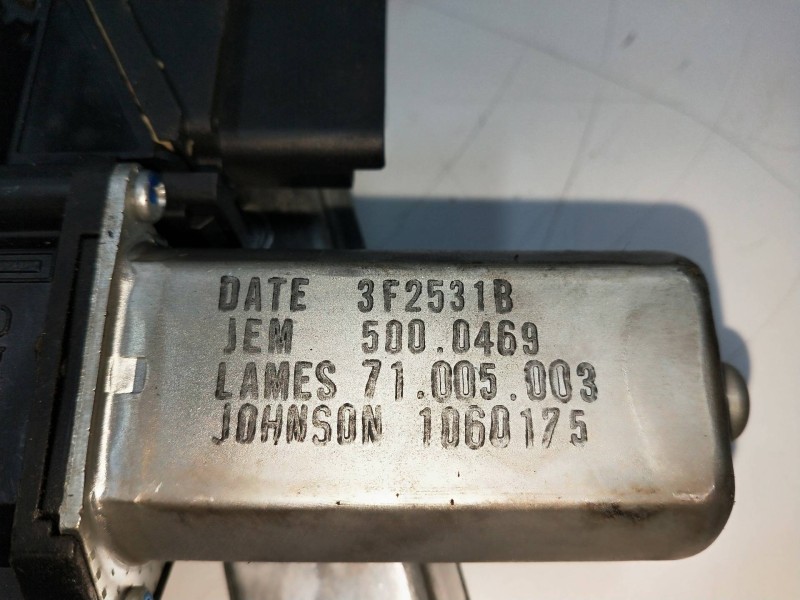 DATE 3F2531B
JEM 500.0469
LAMES 71.005.003
JOHNSON 1060175